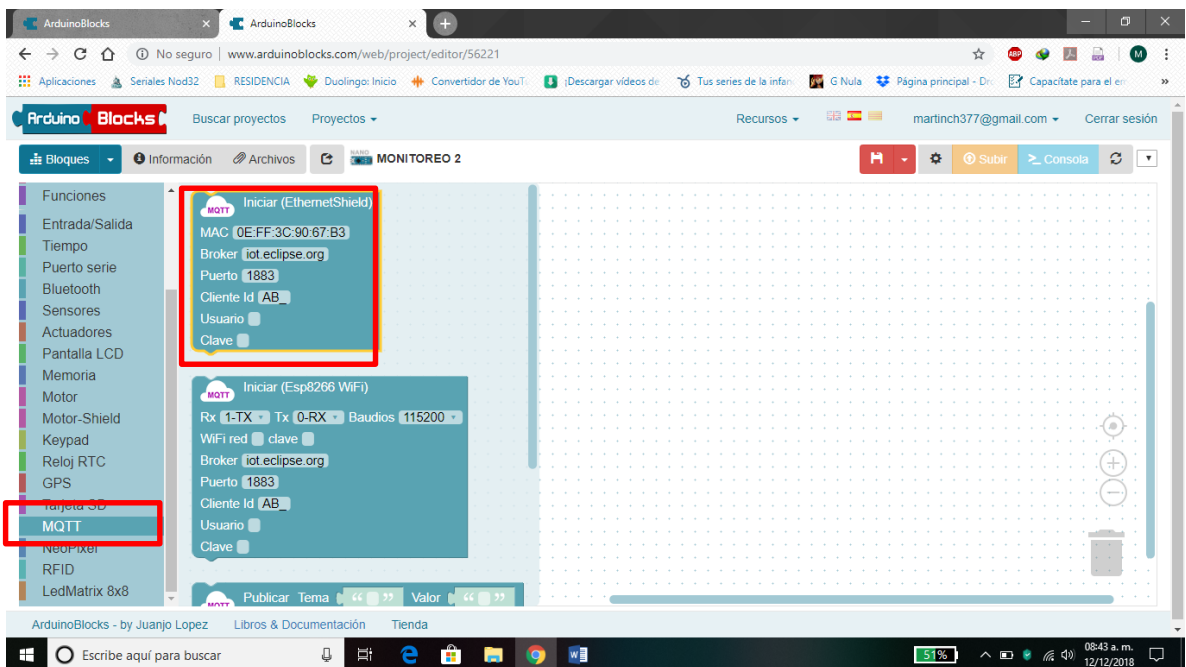 ArduinoBlocks
ArduinoBlocks
No seguro www.arduinoblocks.com/web/project/editor/56221
ABP
M
Aplicaciones Seriales Nod32 RESIDENCIA Duolingo: Inicio Convertidor de YouT ¡Descargar vídeos de Tus series de la infan G Nula Página principal - Dro Capacítate para el em
Arduino Blocks Buscar proyectos Proyectos Recursos martinch377@gmail.com Cerrar sesión
Bloques Información Archivos NANO MONITOREO 2 Subir >_ Consola
Funciones
Entrada/Salida
Tiempo
Puerto serie
Bluetooth
Sensores
Actuadores
Pantalla LCD
Memoria
Motor
Motor-Shield
Keypad
Reloj RTC
GPS
Tarjeta SD
MQTT
NeoPixel
RFID
LedMatrix 8x8
MQTT Iniciar (EthernetShield)
MAC 0E:FF:3C:90:67:B3
Broker iot.eclipse.org
Puerto 1883
Cliente Id AB_
Usuario
Clave
MQTT Iniciar (Esp8266 WiFi)
Rx 1-TX Tx 0-RX Baudios 115200
WiFi red clave
Broker iot.eclipse.org
Puerto 1883
Cliente Id AB_
Usuario
Clave
MQTT Publicar Tema “ ” Valor “ ”
ArduinoBlocks - by Juanjo Lopez Libros & Documentación Tienda
Escribe aquí para buscar
51%
08:43 a. m.
12/12/2018